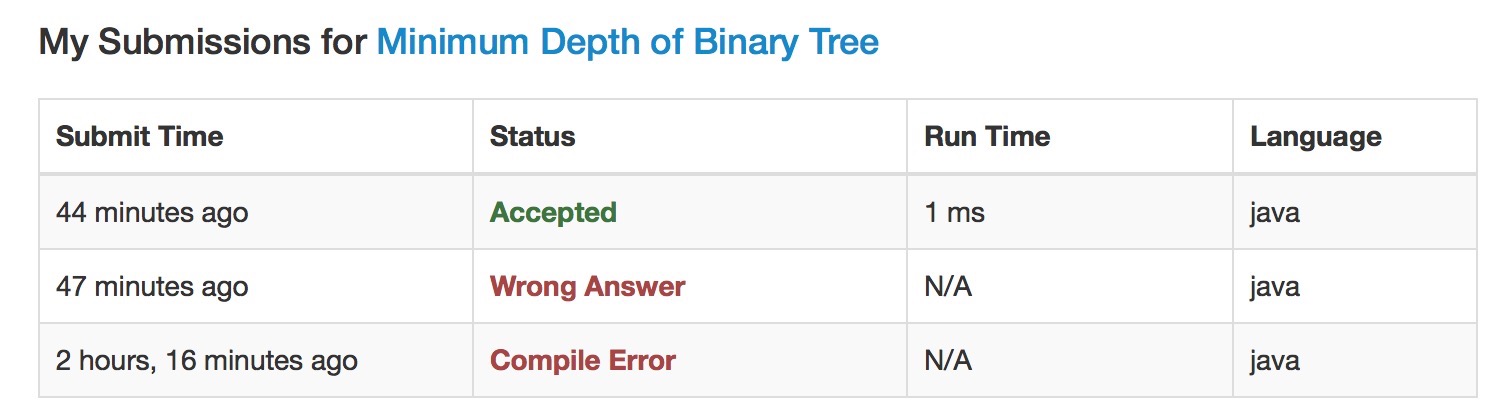 My Submissions for Minimum Depth of Binary Tree
Submit Time Status Run Time Language
44 minutes ago Accepted 1 ms java
47 minutes ago Wrong Answer N/A java
2 hours, 16 minutes ago Compile Error N/A java